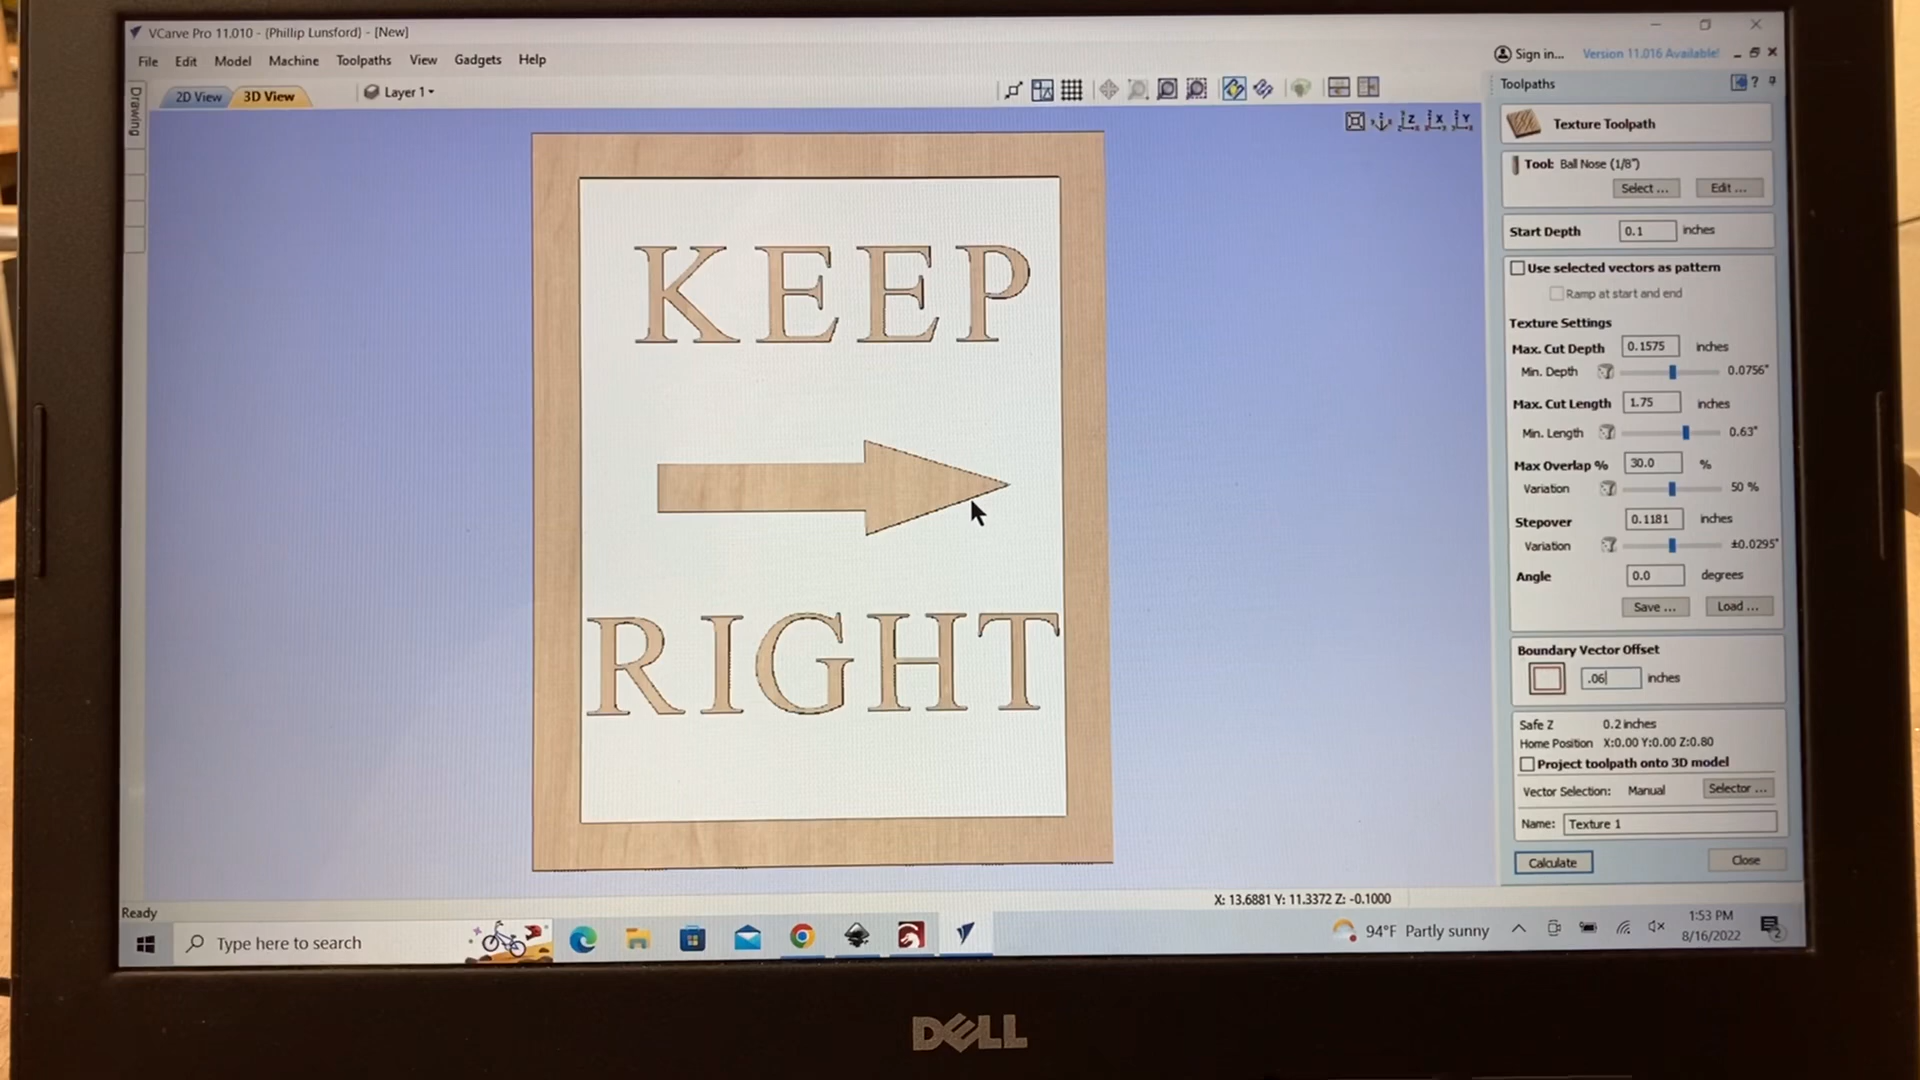 VCarve Pro 11.010 - (Phillip Lunsford) - [New]
File Edit Model Machine Toolpaths View Gadgets Help
Sign in... Version 11.016 Available!
Drawing
2D View 3D View Layer 1
Toolpaths
Texture Toolpath
Tool: Ball Nose (1/8")
Select ... Edit ...
Start Depth 0.1 inches
Use selected vectors as pattern
Ramp at start and end
Texture Settings
Max. Cut Depth 0.1575 inches
Min. Depth 0.0756"
Max. Cut Length 1.75 inches
Min. Length 0.63"
Max Overlap % 30.0 %
Variation 50 %
Stepover 0.1181 inches
Variation ±0.0295"
Angle 0.0 degrees
Save ... Load ...
Boundary Vector Offset
.06 inches
Safe Z 0.2 inches
Home Position X:0.00 Y:0.00 Z:0.80
Project toolpath onto 3D model
Vector Selection: Manual Selector ...
Name: Texture 1
Calculate Close
KEEP
RIGHT
Z X Y
Ready
X: 13.6881 Y: 11.3372 Z: -0.1000
Type here to search
94°F Partly sunny
1:53 PM
8/16/2022
2
DELL